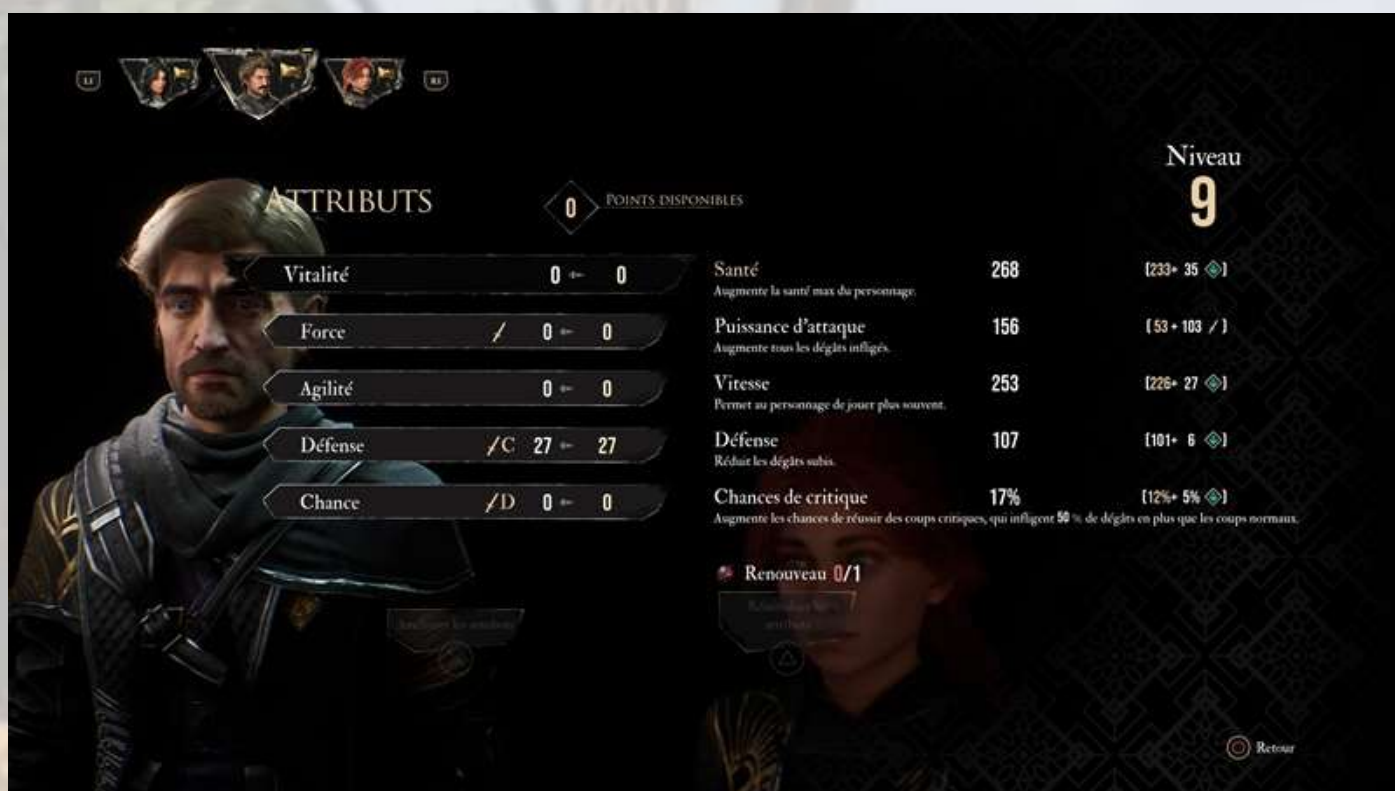 L1
R1
Niveau
9
ATTRIBUTS
0 POINTS DISPONIBLES
Vitalité 0 0
Santé 268 [233+ 35]
Augmente la santé max du personnage.
Force 0 0
Puissance d'attaque 156 [53 + 103]
Augmente tous les dégâts infligés.
Agilité 0 0
Vitesse 253 [226+ 27]
Permet au personnage de jouer plus souvent.
Défense C 27 27
Défense 107 [101+ 6]
Réduit les dégâts subis.
Chance D 0 0
Chances de critique 17% [12%+ 5%]
Augmente les chances de réussir des coups critiques, qui infligent 50 % de dégâts en plus que les coups normaux.
Renouveau 0/1
attributs
Retour